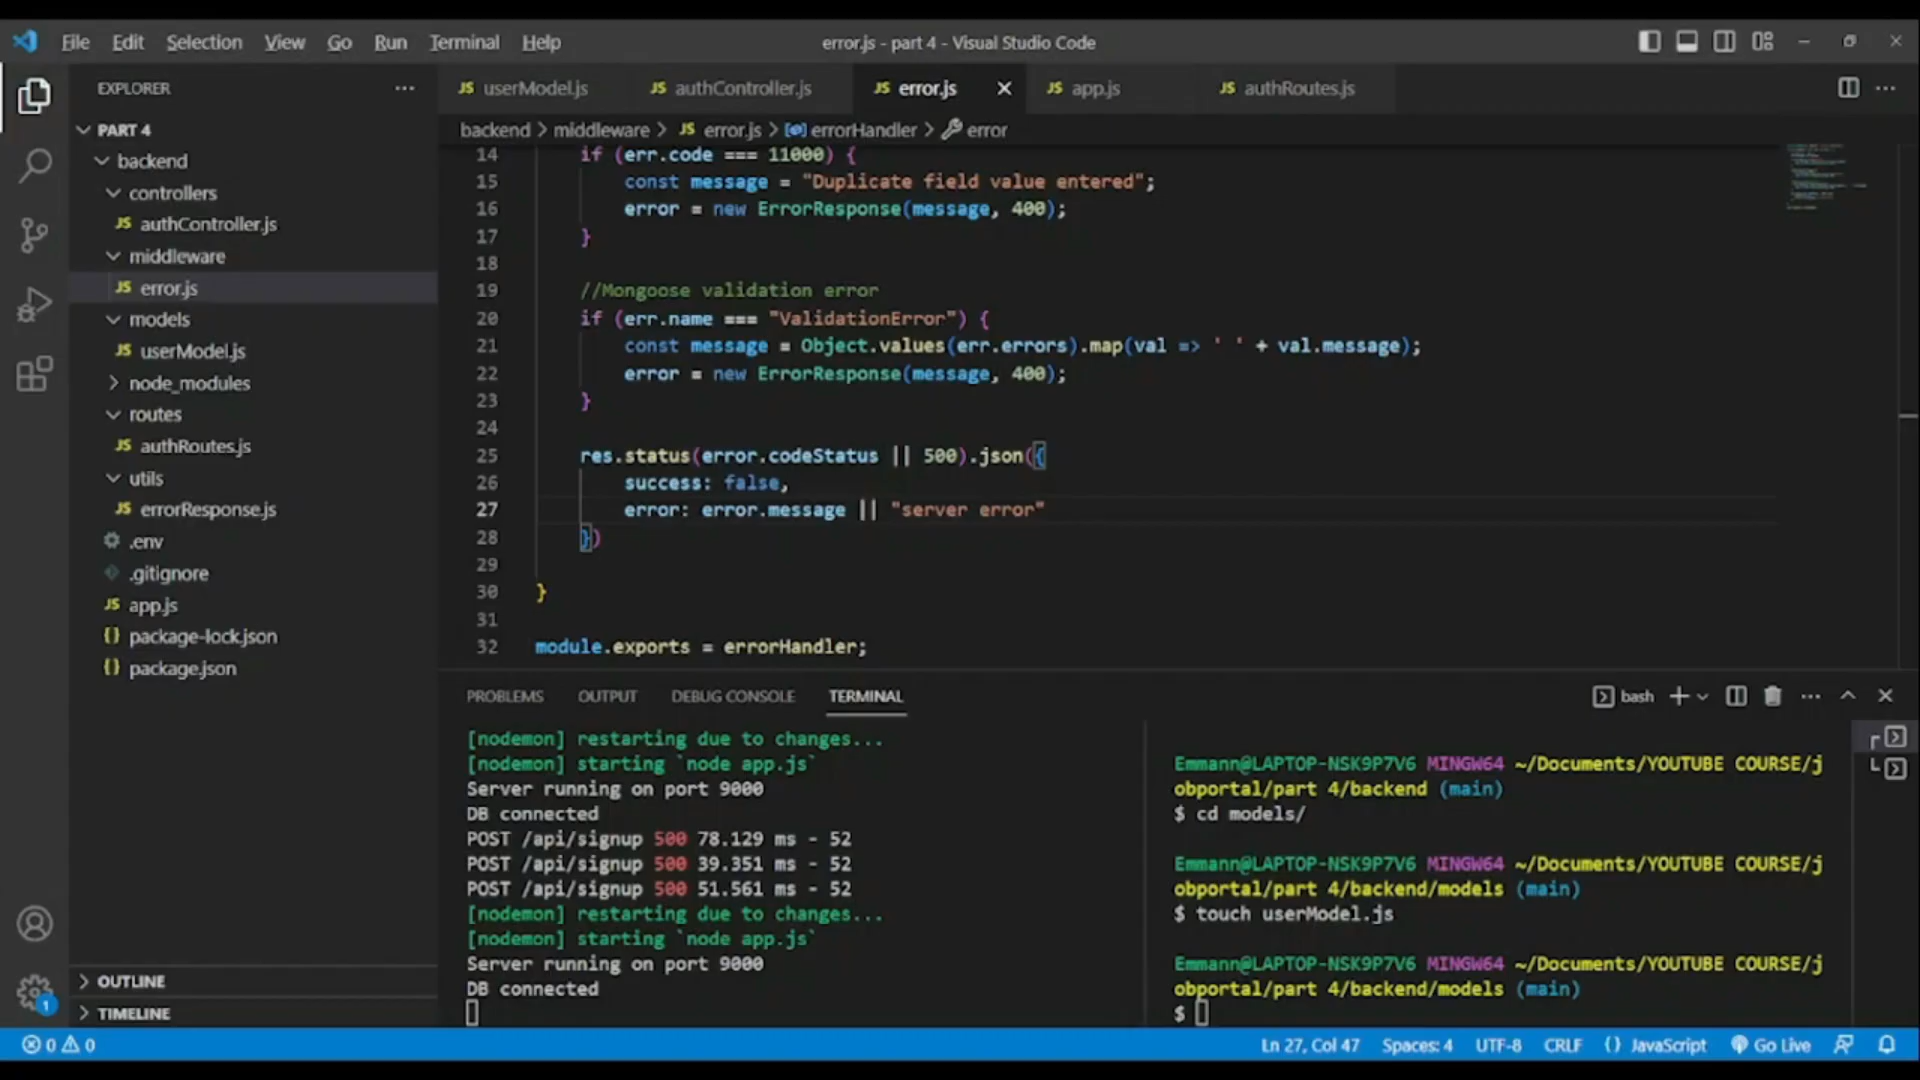 File Edit Selection View Go Run Terminal Help
error.js - part 4 - Visual Studio Code
EXPLORER
PART 4
backend
controllers
JS authController.js
middleware
JS error.js
models
JS userModel.js
node_modules
routes
JS authRoutes.js
utils
JS errorResponse.js
.env
.gitignore
JS app.js
{} package-lock.json
{} package.json
OUTLINE
TIMELINE
JS userModel.js JS authController.js JS error.js JS app.js JS authRoutes.js
backend > middleware > JS error.js > errorHandler > error
14 if (err.code === 11000) {
15 const message = "Duplicate field value entered";
16 error = new ErrorResponse(message, 400);
17 }
18
19 //Mongoose validation error
20 if (err.name === "ValidationError") {
21 const message = Object.values(err.errors).map(val => ' ' + val.message);
22 error = new ErrorResponse(message, 400);
23 }
24
25 res.status(error.codeStatus || 500).json({
26 success: false,
27 error: error.message || "server error"
28 })
29
30 }
31
32 module.exports = errorHandler;
PROBLEMS OUTPUT DEBUG CONSOLE TERMINAL
bash
[nodemon] restarting due to changes...
[nodemon] starting `node app.js`
Server running on port 9000
DB connected
POST /api/signup 500 78.129 ms - 52
POST /api/signup 500 39.351 ms - 52
POST /api/signup 500 51.561 ms - 52
[nodemon] restarting due to changes...
[nodemon] starting `node app.js`
Server running on port 9000
DB connected
Emmann@LAPTOP-NSK9P7V6 MINGW64 ~/Documents/YOUTUBE COURSE/j
obportal/part 4/backend (main)
$ cd models/
Emmann@LAPTOP-NSK9P7V6 MINGW64 ~/Documents/YOUTUBE COURSE/j
obportal/part 4/backend/models (main)
$ touch userModel.js
Emmann@LAPTOP-NSK9P7V6 MINGW64 ~/Documents/YOUTUBE COURSE/j
obportal/part 4/backend/models (main)
$
1
0 0 Ln 27, Col 47 Spaces: 4 UTF-8 CRLF {} JavaScript Go Live